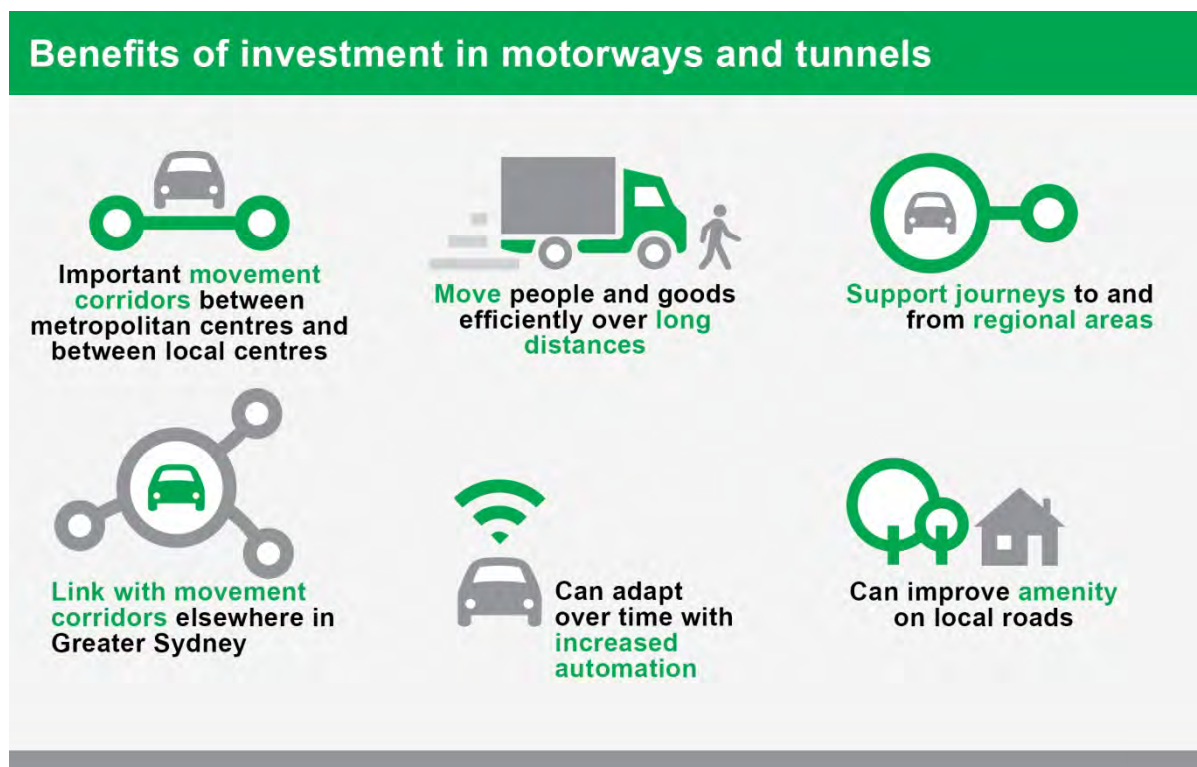 Benefits of investment in motorways and tunnels
Important movement
corridors between
metropolitan centres and
between local centres
Move people and goods
efficiently over long
distances
Support journeys to and
from regional areas
Link with movement
corridors elsewhere in
Greater Sydney
Can adapt
over time with
increased
automation
Can improve amenity
on local roads